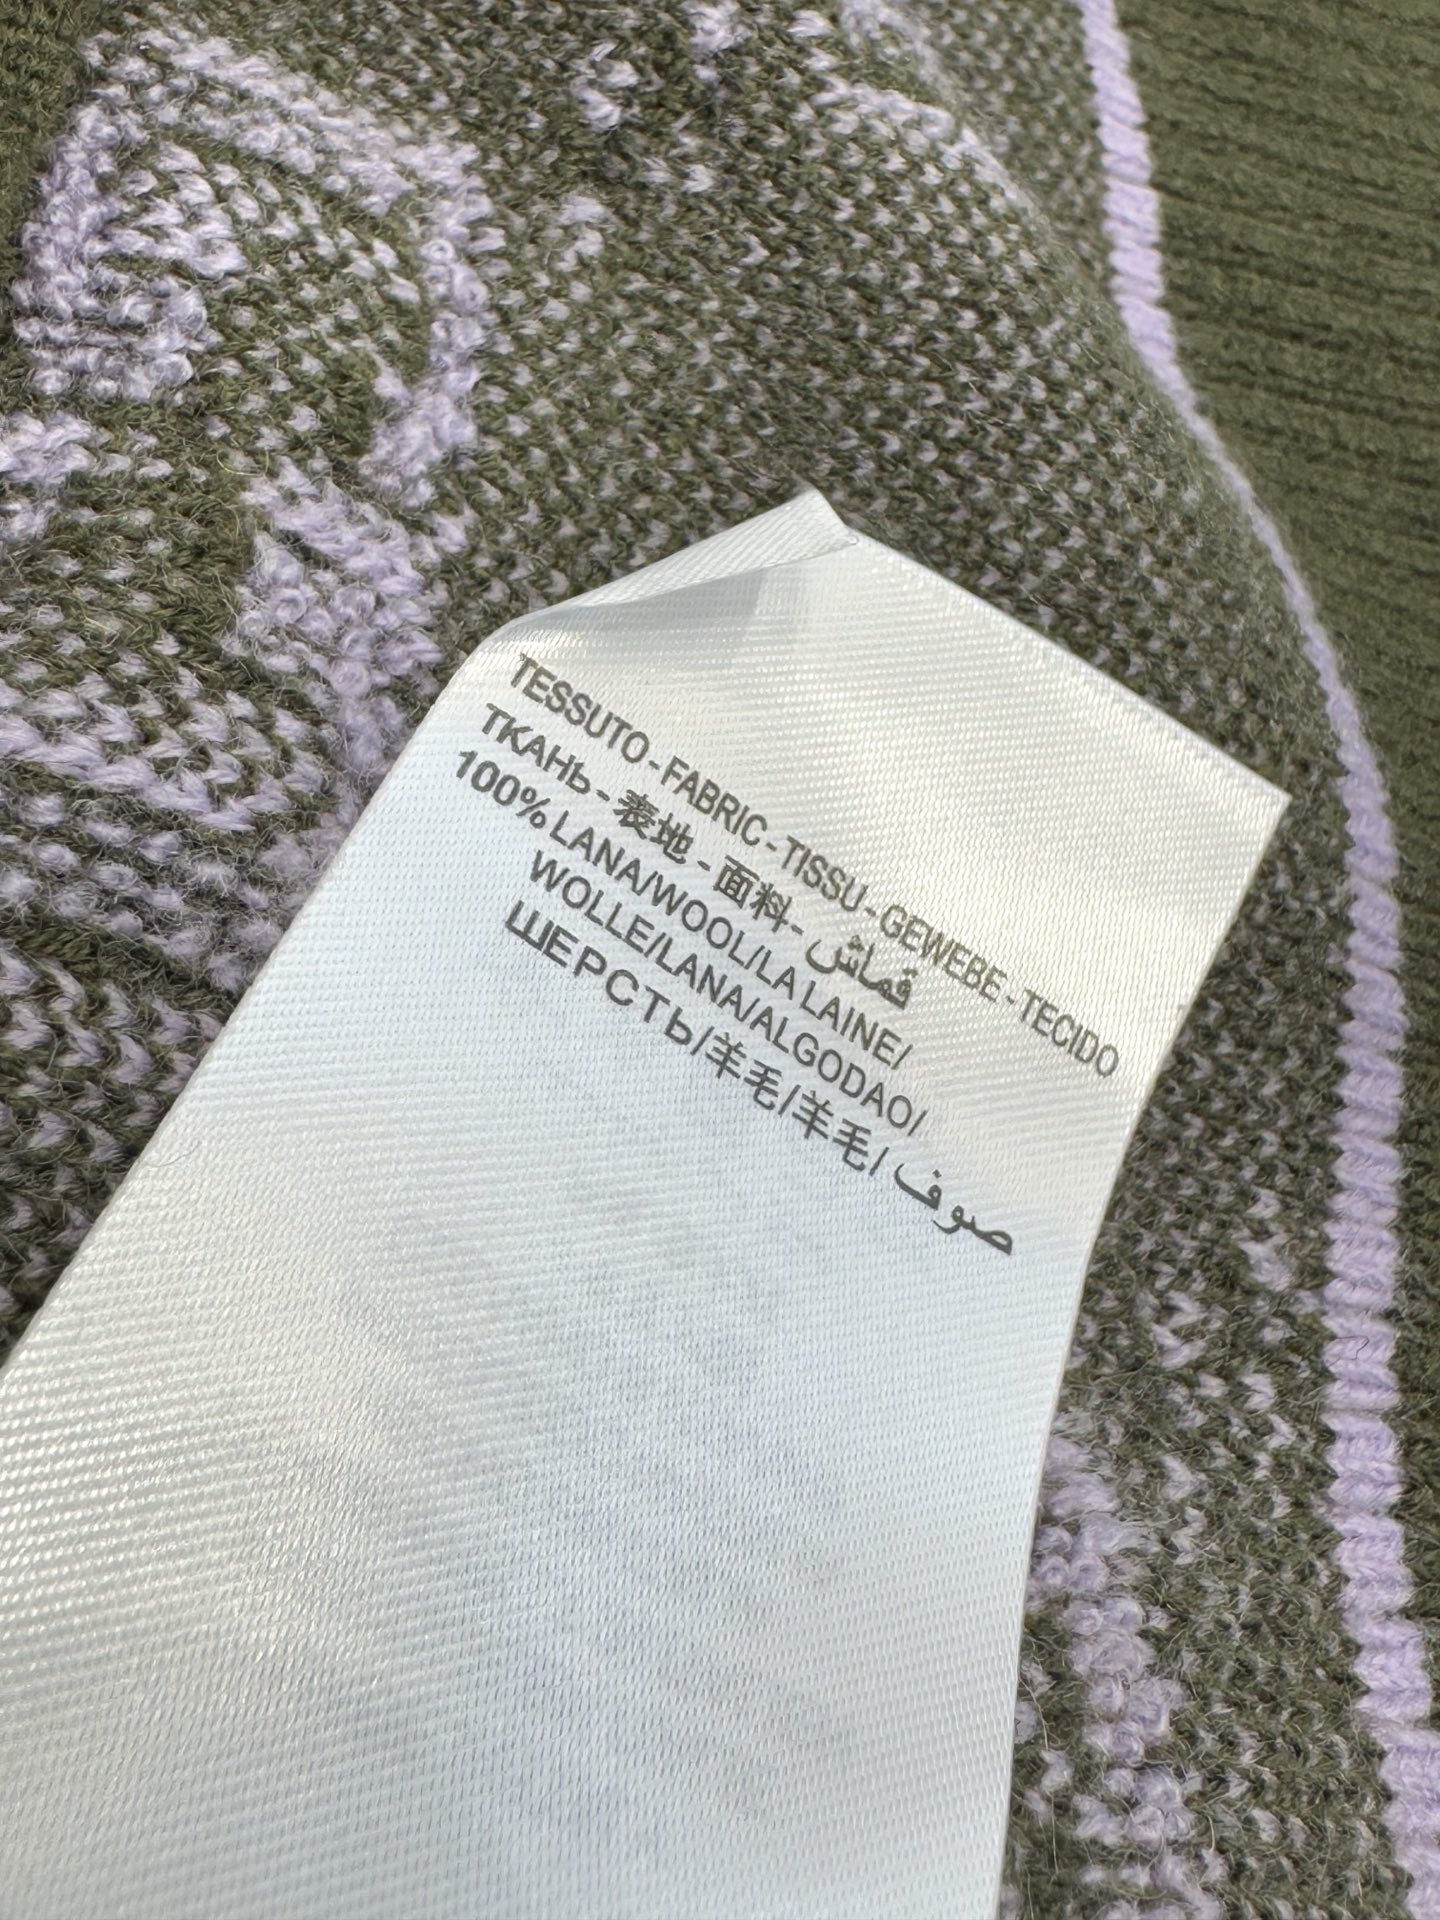 TESSUTO - FABRIC - TISSU - GEWEBE - TECIDO
ТКАНЬ - 表地 - 面料 - قماش
100% LANA/WOOL/LA LAINE/
WOLLE/LANA/ALGODAO/
ШЕРСТЬ/羊毛/羊毛/ صوف